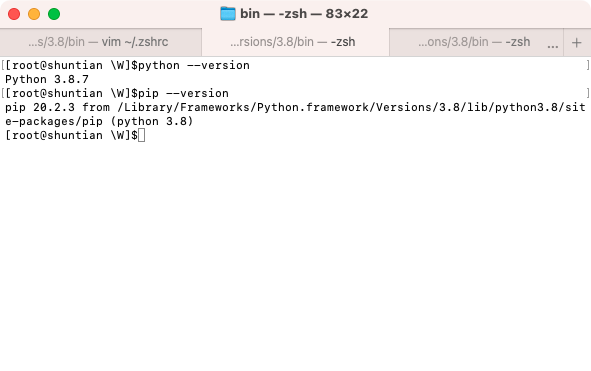 bin — -zsh — 83×22
...s/3.8/bin — vim ~/.zshrc
...rsions/3.8/bin — -zsh
...ons/3.8/bin — -zsh
...
+
[[root@shuntian \W]$python --version ]
Python 3.8.7
[[root@shuntian \W]$pip --version ]
pip 20.2.3 from /Library/Frameworks/Python.framework/Versions/3.8/lib/python3.8/sit
e-packages/pip (python 3.8)
[root@shuntian \W]$